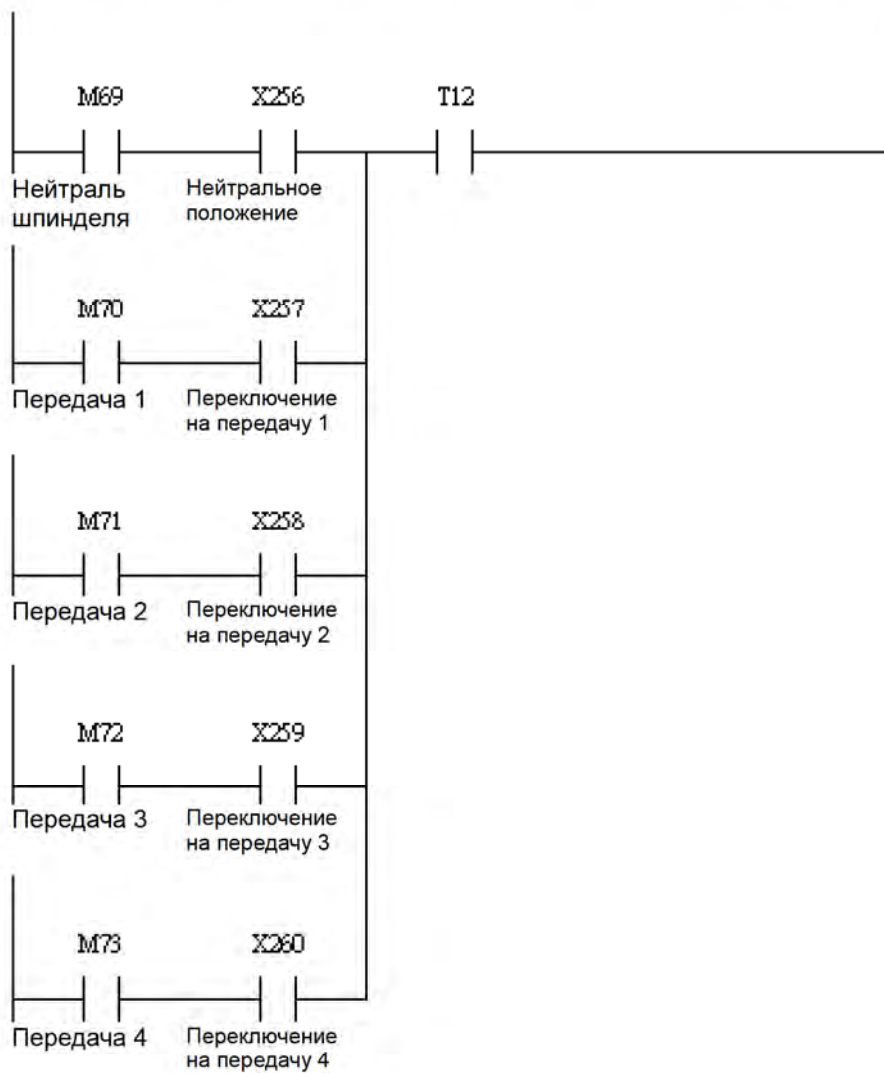 M69 X256 T12
Нейтраль шпинделя
Нейтральное положение
M70 X257
Передача 1
Переключение на передачу 1
M71 X258
Передача 2
Переключение на передачу 2
M72 X259
Передача 3
Переключение на передачу 3
M73 X260
Передача 4
Переключение на передачу 4